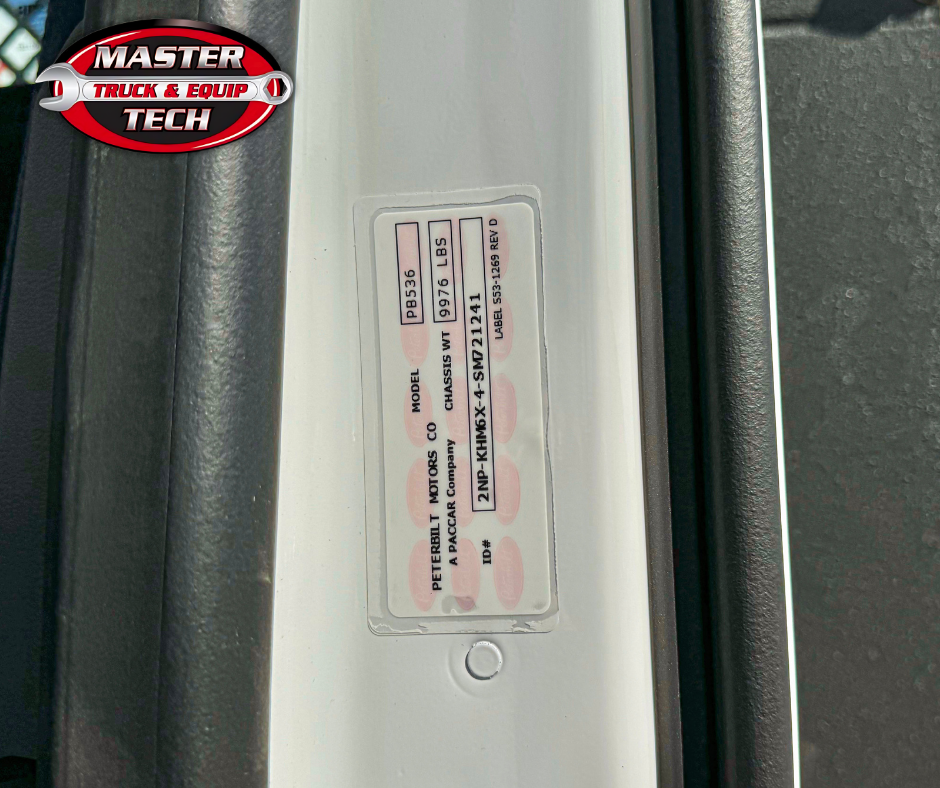 MASTER
TRUCK & EQUIP
TECH
PETERBILT MOTORS CO MODEL PB536
A PACCAR Company CHASSIS WT 9976 LBS
ID# 2NP-KHM6X-4-SM721241
LABEL S53-1269 REV D